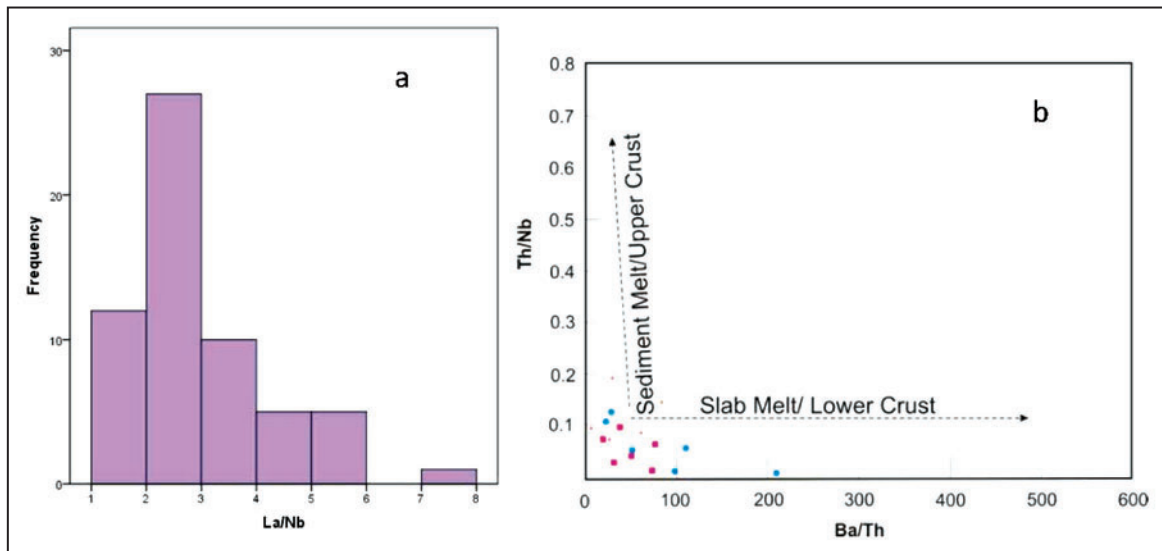 a
30
20
10
0
Frequency
1 2 3 4 5 6 7 8
La/Nb
b
0.8
0.7
0.6
0.5
0.4
0.3
0.2
0.1
Th/Nb
Sediment Melt/Upper Crust
Slab Melt/ Lower Crust
0 100 200 300 400 500 600
Ba/Th